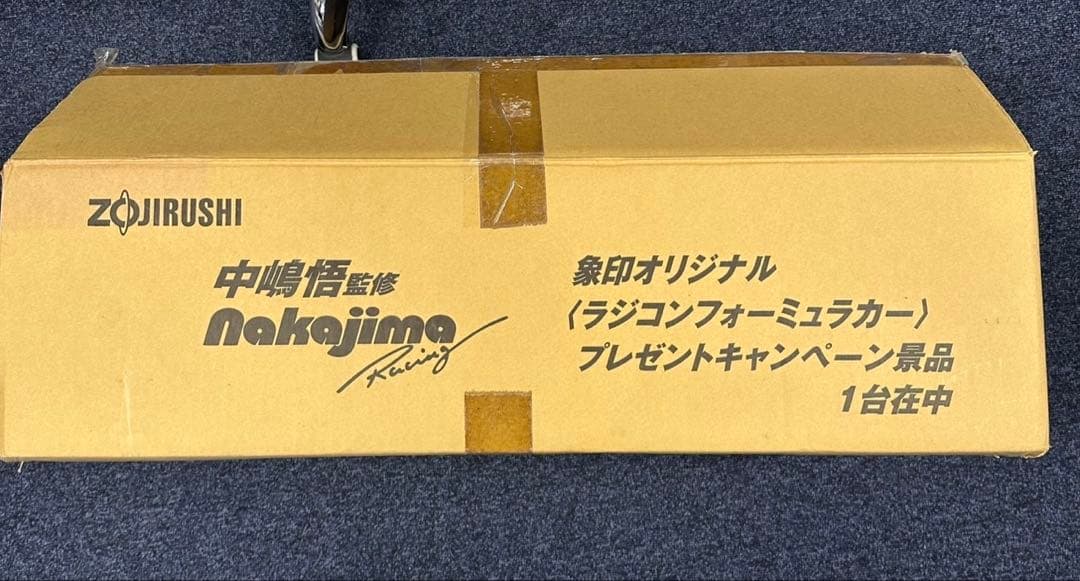 ZOJIRUSHI
中嶋悟監修
nakajima
Racing
象印オリジナル
〈ラジコンフォーミュラカー〉
プレゼントキャンペーン景品
1台在中